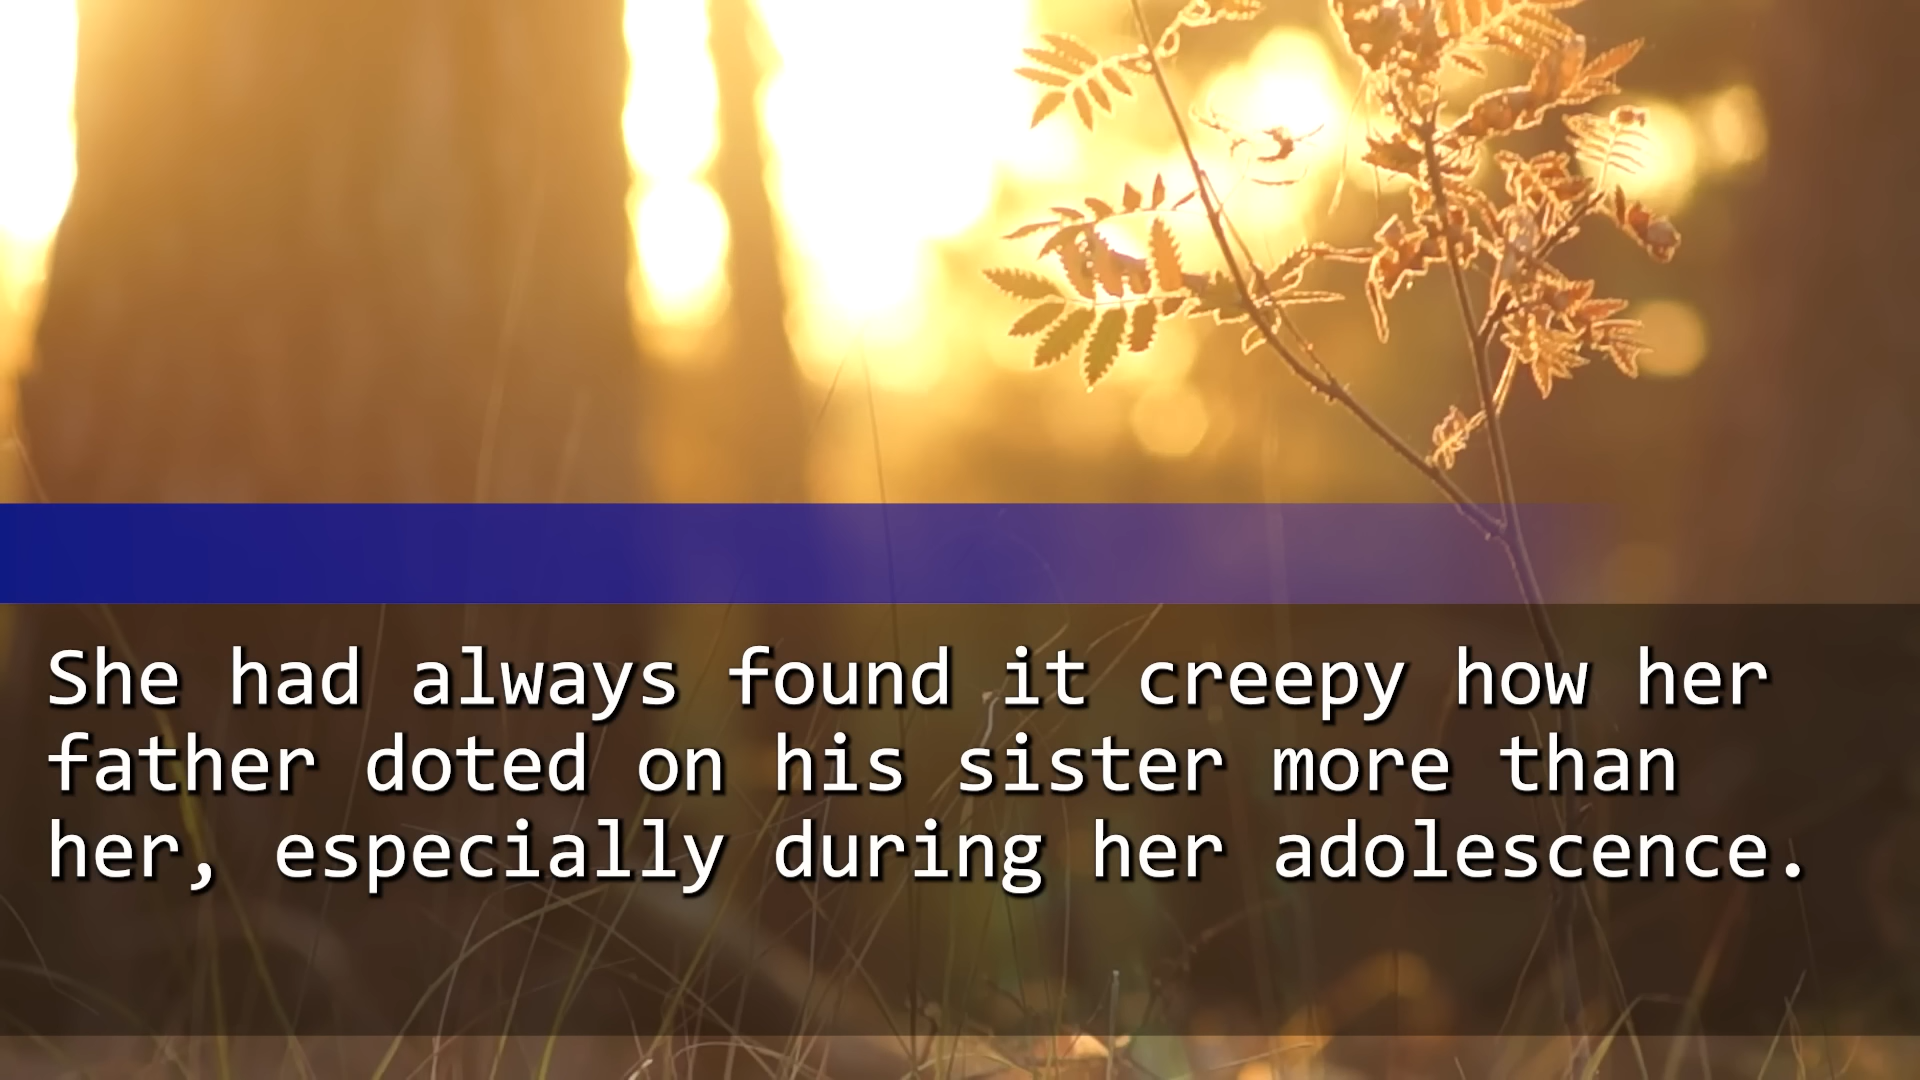 She had always found it creepy how her
father doted on his sister more than
her, especially during her adolescence.